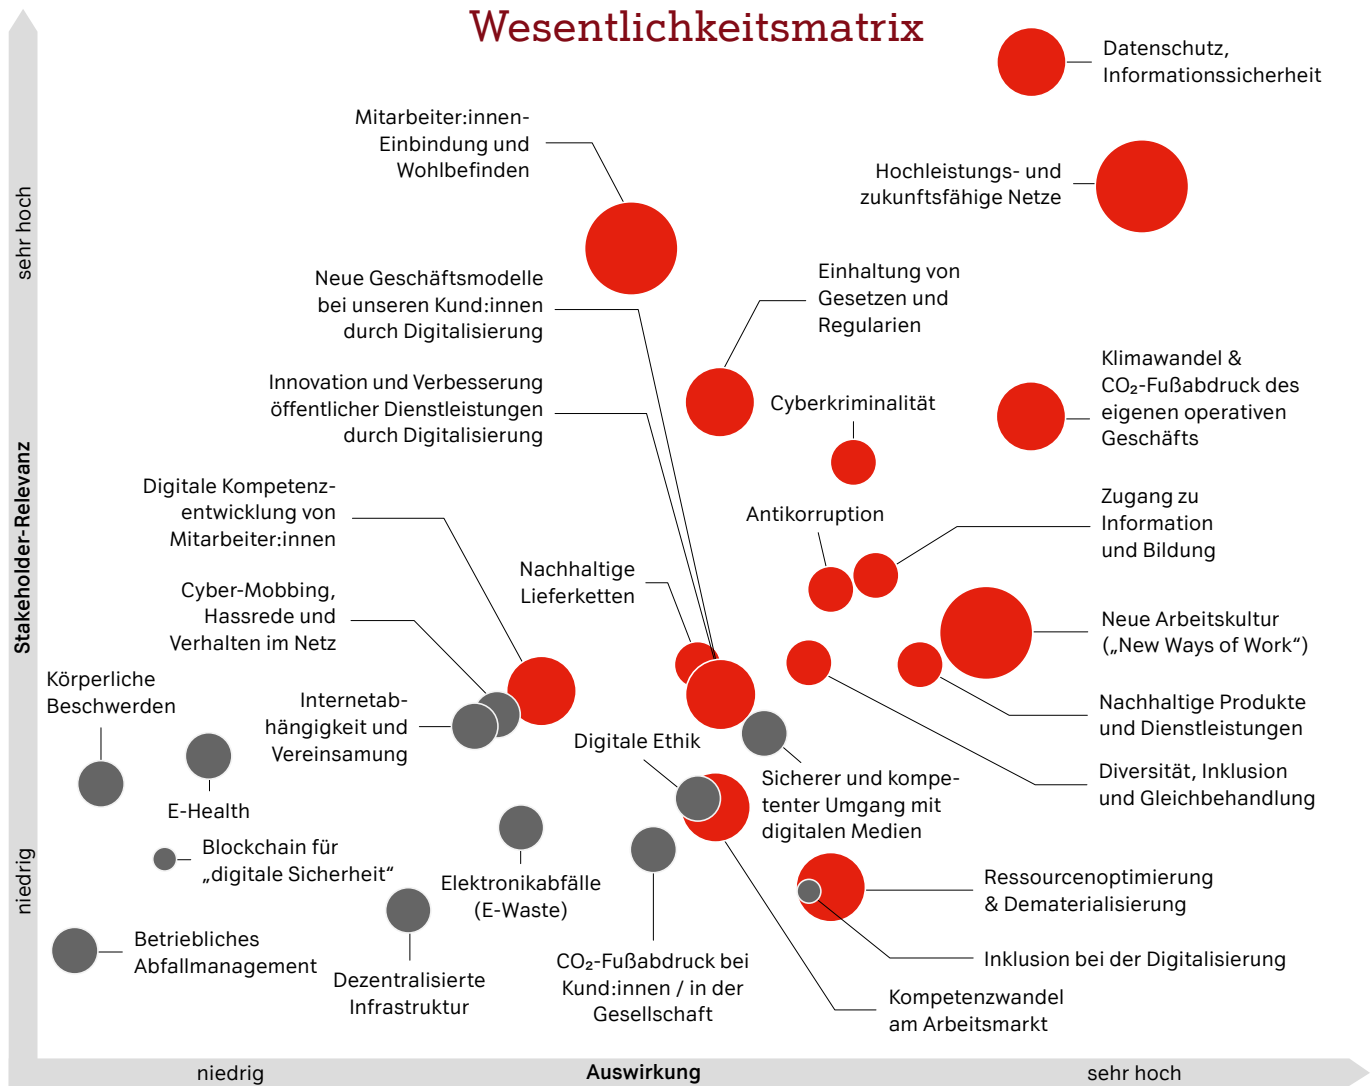 Wesentlichkeitsmatrix
Datenschutz,
Informationssicherheit
Mitarbeiter:innen-
Einbindung und
Wohlbefinden
Hochleistungs- und
zukunftsfähige Netze
sehr hoch
Neue Geschäftsmodelle
bei unseren Kund:innen
durch Digitalisierung
Einhaltung von
Gesetzen und
Regularien
Innovation und Verbesserung
öffentlicher Dienstleistungen
durch Digitalisierung
Cyberkriminalität
Klimawandel &
CO₂-Fußabdruck des
eigenen operativen
Geschäfts
Stakeholder-Relevanz
Digitale Kompetenz-
entwicklung von
Mitarbeiter:innen
Antikorruption
Zugang zu
Information
und Bildung
Cyber-Mobbing,
Hassrede und
Verhalten im Netz
Nachhaltige
Lieferketten
Neue Arbeitskultur
(„New Ways of Work“)
Körperliche
Beschwerden
Internetab-
hängigkeit und
Vereinsamung
Nachhaltige Produkte
und Dienstleistungen
Digitale Ethik
Sicherer und kompe-
tenter Umgang mit
digitalen Medien
Diversität, Inklusion
und Gleichbehandlung
E-Health
Blockchain für
„digitale Sicherheit“
niedrig
Elektronikabfälle
(E-Waste)
Ressourcenoptimierung
& Dematerialisierung
Betriebliches
Abfallmanagement
Dezentralisierte
Infrastruktur
CO₂-Fußabdruck bei
Kund:innen / in der
Gesellschaft
Inklusion bei der Digitalisierung
Kompetenzwandel
am Arbeitsmarkt
niedrig
Auswirkung
sehr hoch